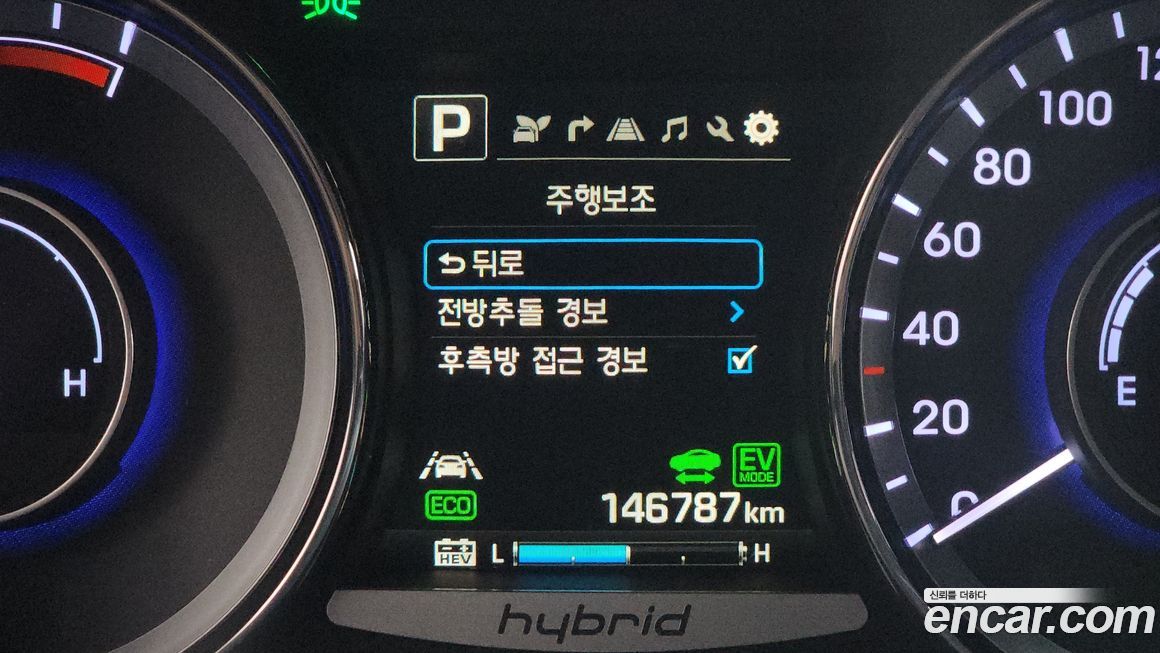 P
주행보조
뒤로
전방추돌 경보
후측방 접근 경보
EV
MODE
ECO
146787 km
HEV
L H
hybrid
H
100
80
60
40
20
0
E
신뢰를 더하다
encar.com